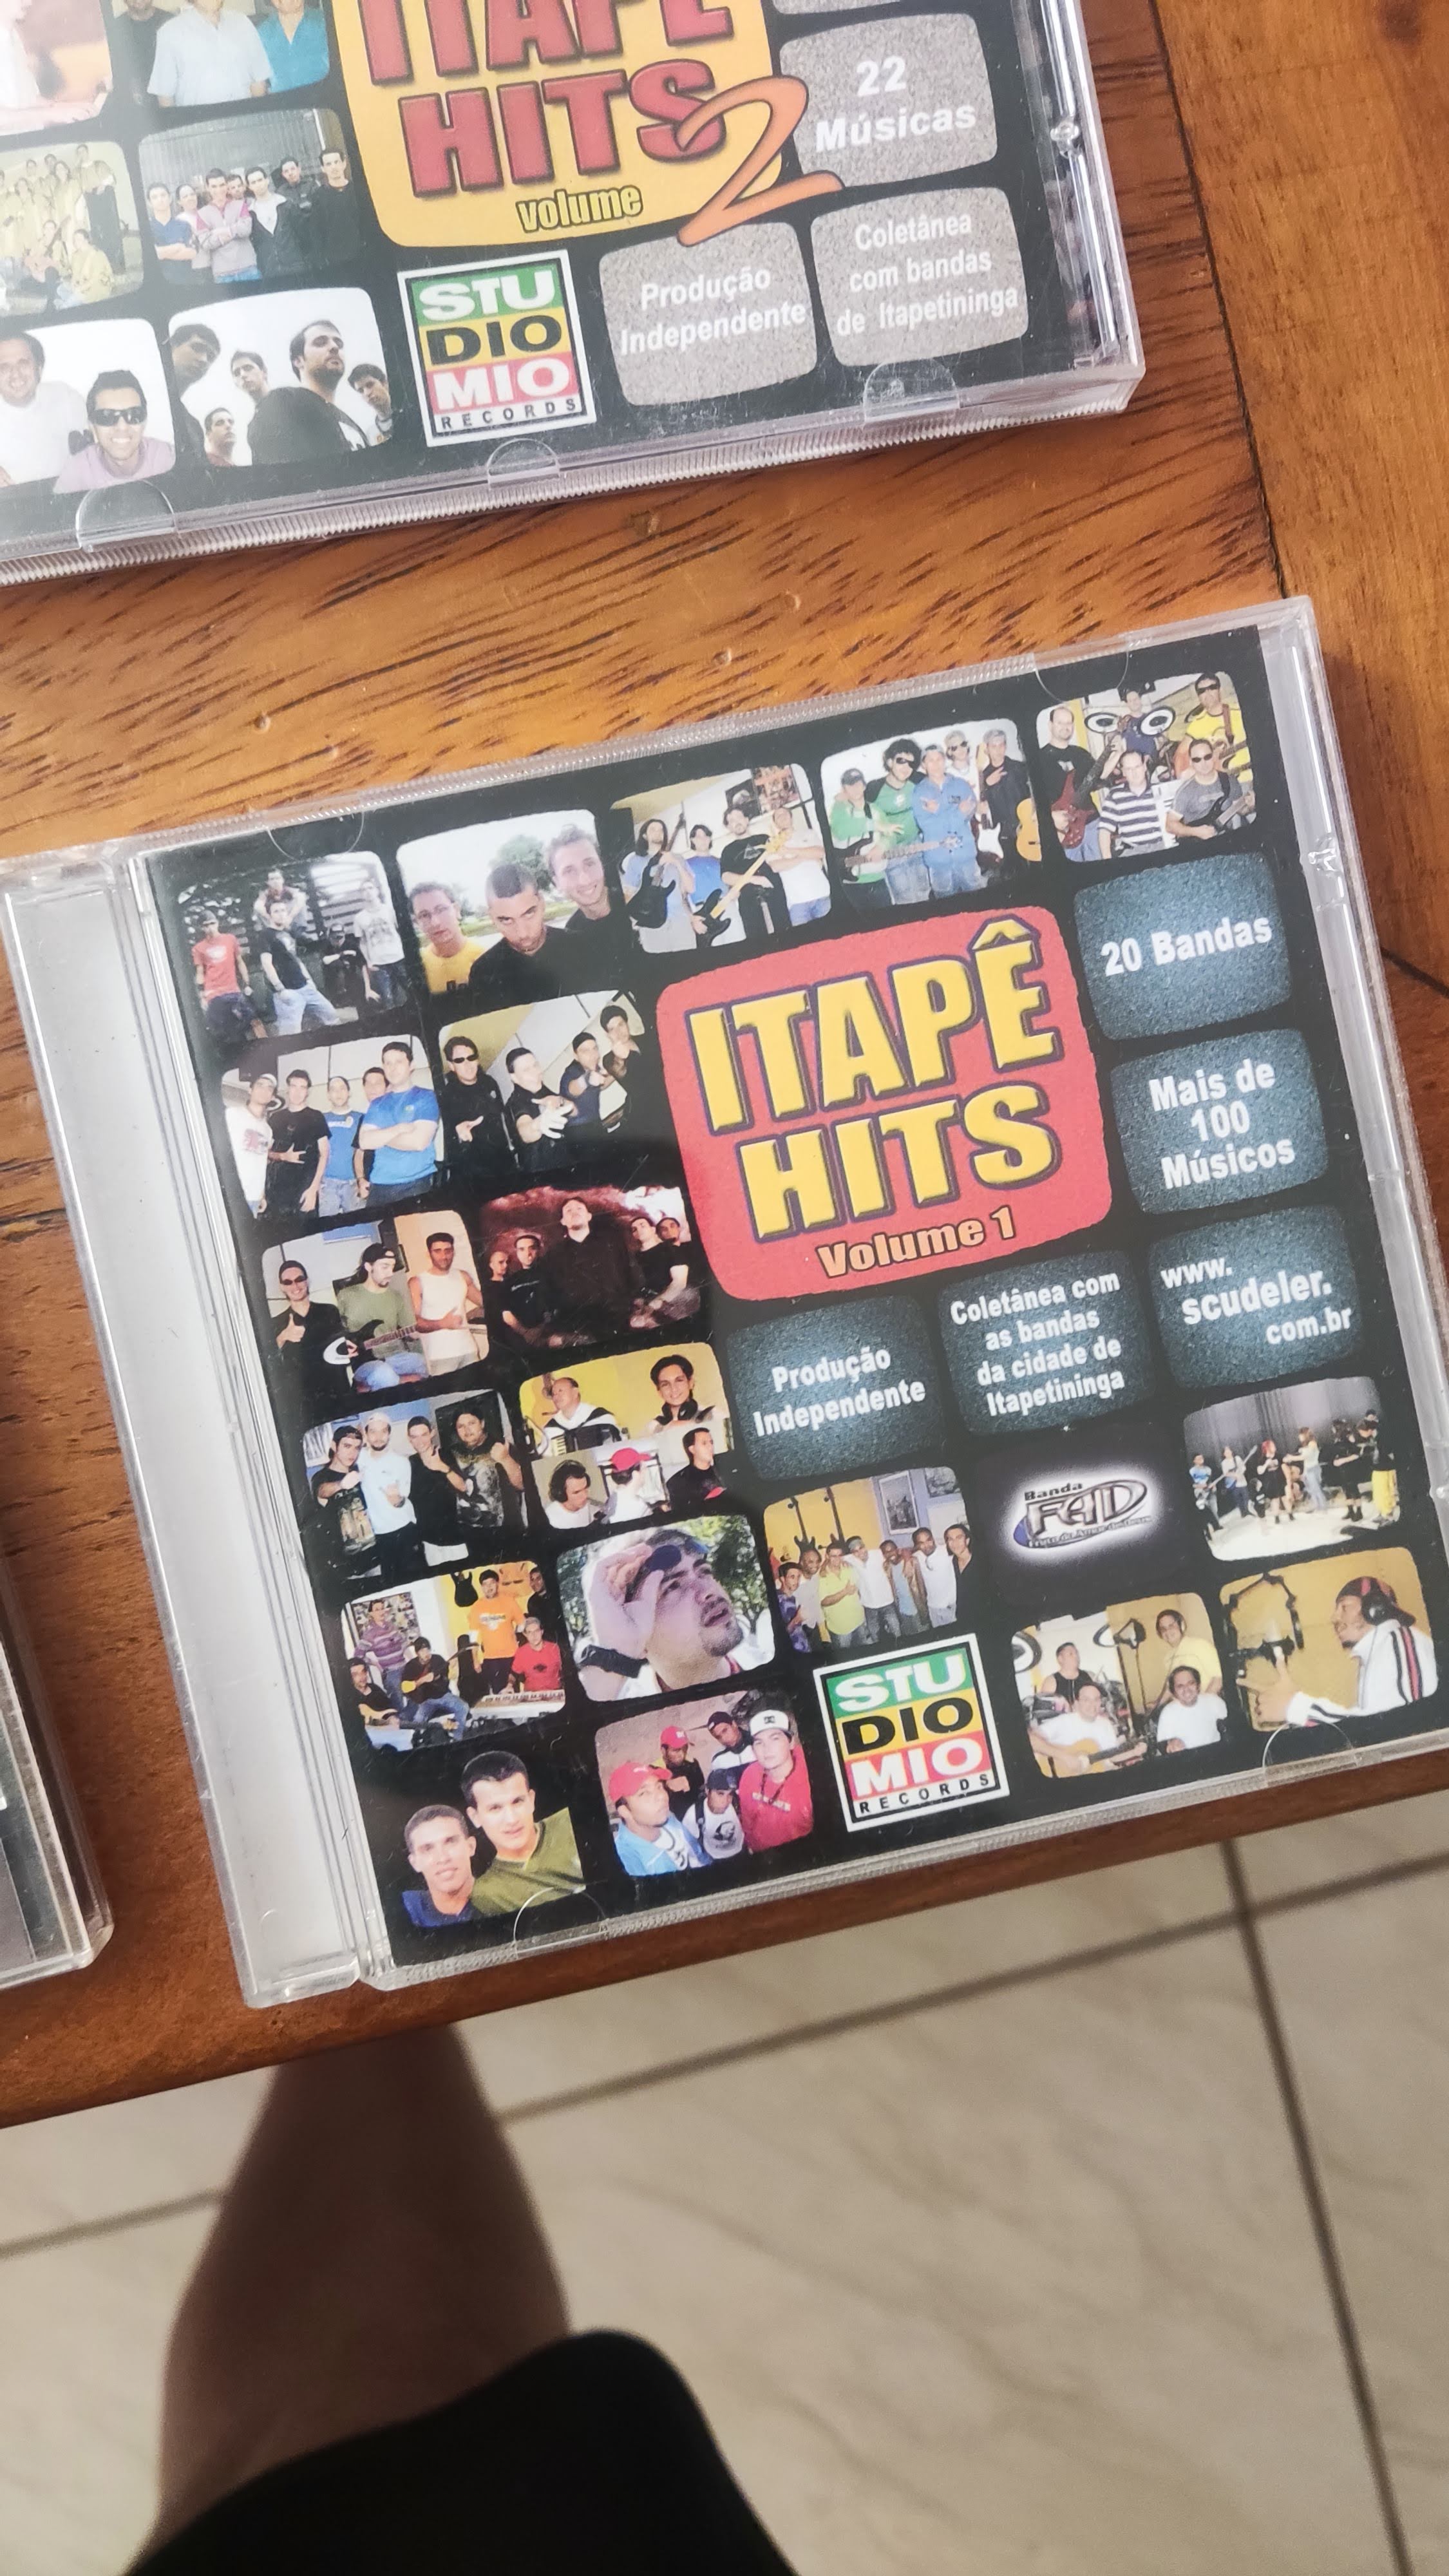 ITAPÊ
HITS
volume 2
22
Músicas
Produção
Independente
Coletânea
com bandas
de Itapetininga
STU
DIO
MIO
RECORDS
ITAPÊ
HITS
Volume 1
20 Bandas
Mais de
100
Músicos
www.
scudeler.
com.br
Coletânea com
as bandas
da cidade de
Itapetininga
Produção
Independente
Banda
STU
DIO
MIO
RECORDS